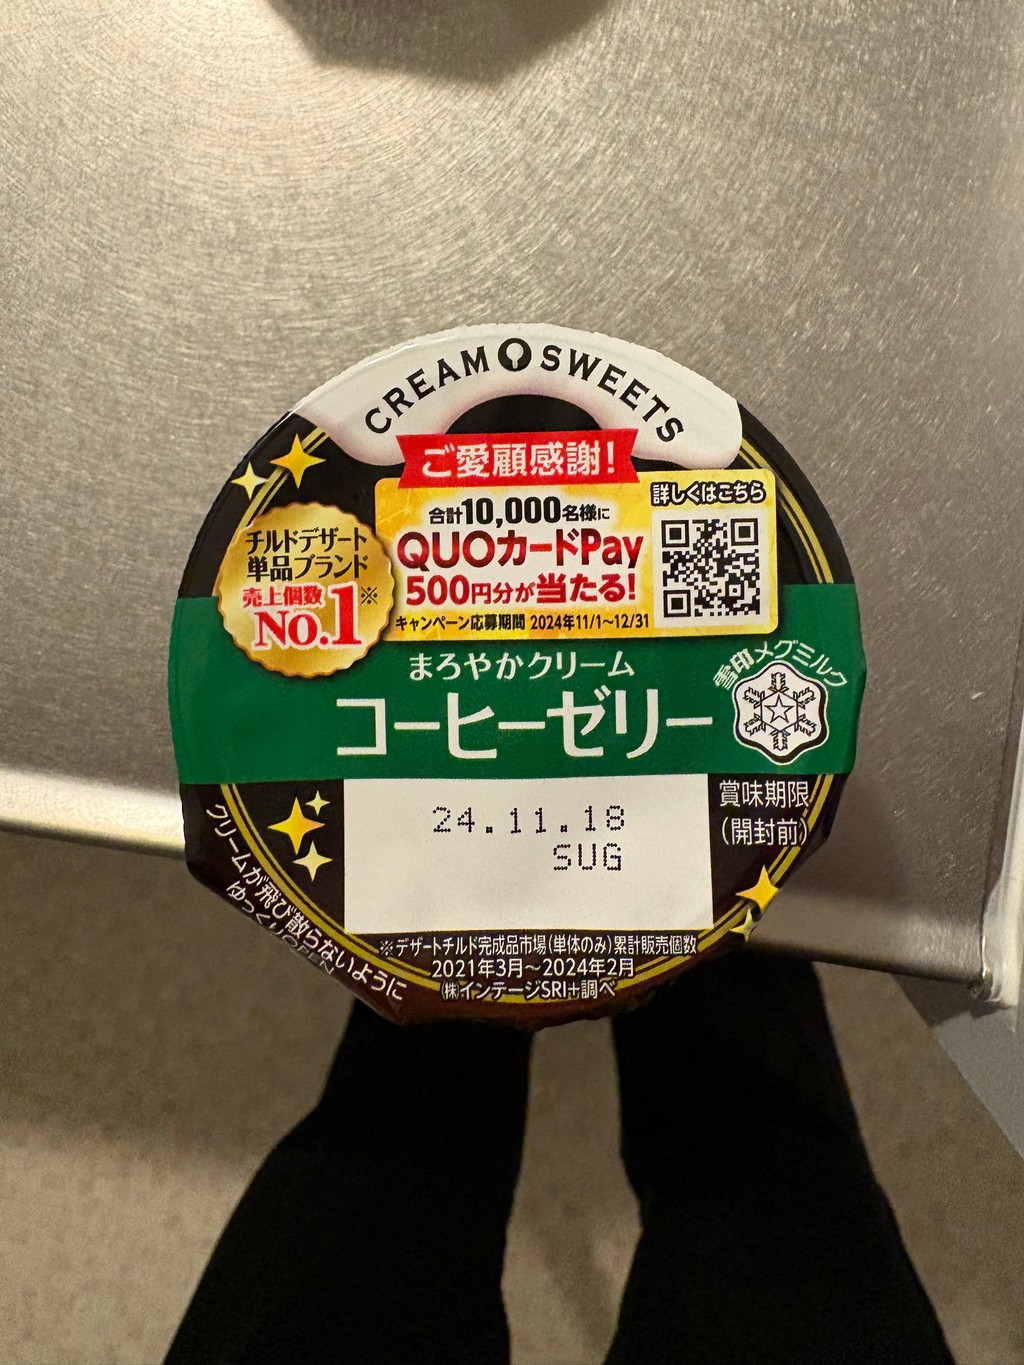 CREAM SWEETS
ご愛顧感謝!
詳しくはこちら
合計10,000名様に
QUOカードPay
500円分が当たる!
キャンペーン応募期間 2024年11/1~12/31
チルドデザート
単品ブランド
売上個数※
No.1
まろやかクリーム
コーヒーゼリー
雪印メグミルク
賞味期限
(開封前)
24.11.18
SUG
クリームが飛び散らないように
ゆっくりOPEN
※デザートチルド完成品市場(単体のみ)累計販売個数
2021年3月~2024年2月
㈱インテージSRI+調べ